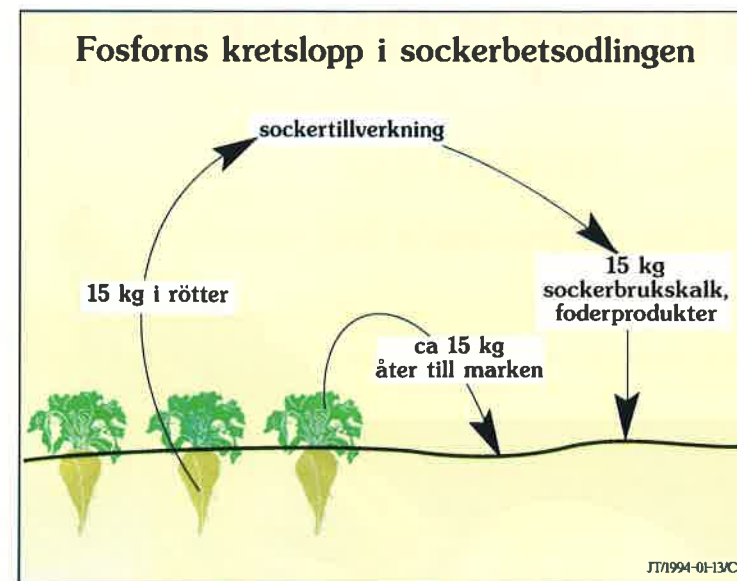 Fosforns kretslopp i sockerbetsodlingen
sockertillverkning
15 kg i rötter
15 kg
sockerbrukskalk,
foderprodukter
ca 15 kg
åter till marken
JT/1994-01-13/C